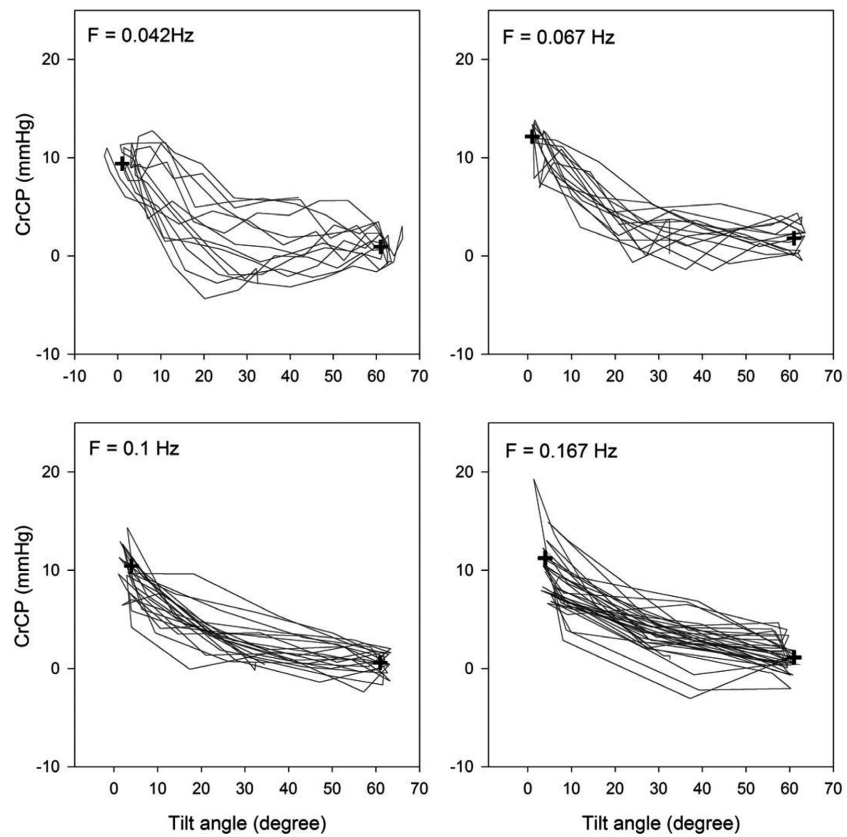 F = 0.042Hz
20
10
0
-10
CrCP (mmHg)
-10 0 10 20 30 40 50 60 70
F = 0.067 Hz
20
10
0
-10
0 10 20 30 40 50 60 70
F = 0.1 Hz
20
10
0
-10
CrCP (mmHg)
0 10 20 30 40 50 60 70
Tilt angle (degree)
F = 0.167 Hz
20
10
0
-10
0 10 20 30 40 50 60 70
Tilt angle (degree)